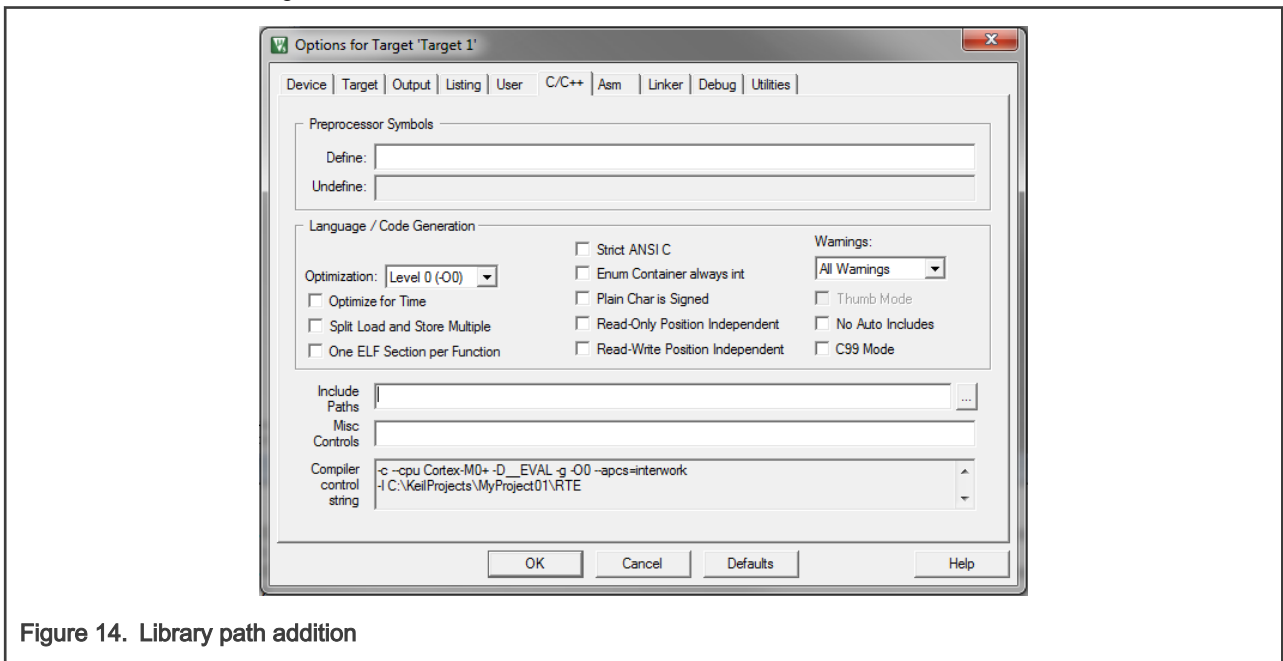 Options for Target 'Target 1'
Device Target Output Listing User C/C++ Asm Linker Debug Utilities
Preprocessor Symbols
Define:
Undefine:
Language / Code Generation
Optimization: Level 0 (-O0)
Optimize for Time
Split Load and Store Multiple
One ELF Section per Function
Strict ANSI C
Enum Container always int
Plain Char is Signed
Read-Only Position Independent
Read-Write Position Independent
Warnings:
All Warnings
Thumb Mode
No Auto Includes
C99 Mode
Include
Paths
...
Misc
Controls
Compiler
control
string
-c --cpu Cortex-M0+ -D__EVAL -g -O0 --apcs=interwork
-I C:\KeilProjects\MyProject01\RTE
OK Cancel Defaults Help
Figure 14. Library path addition